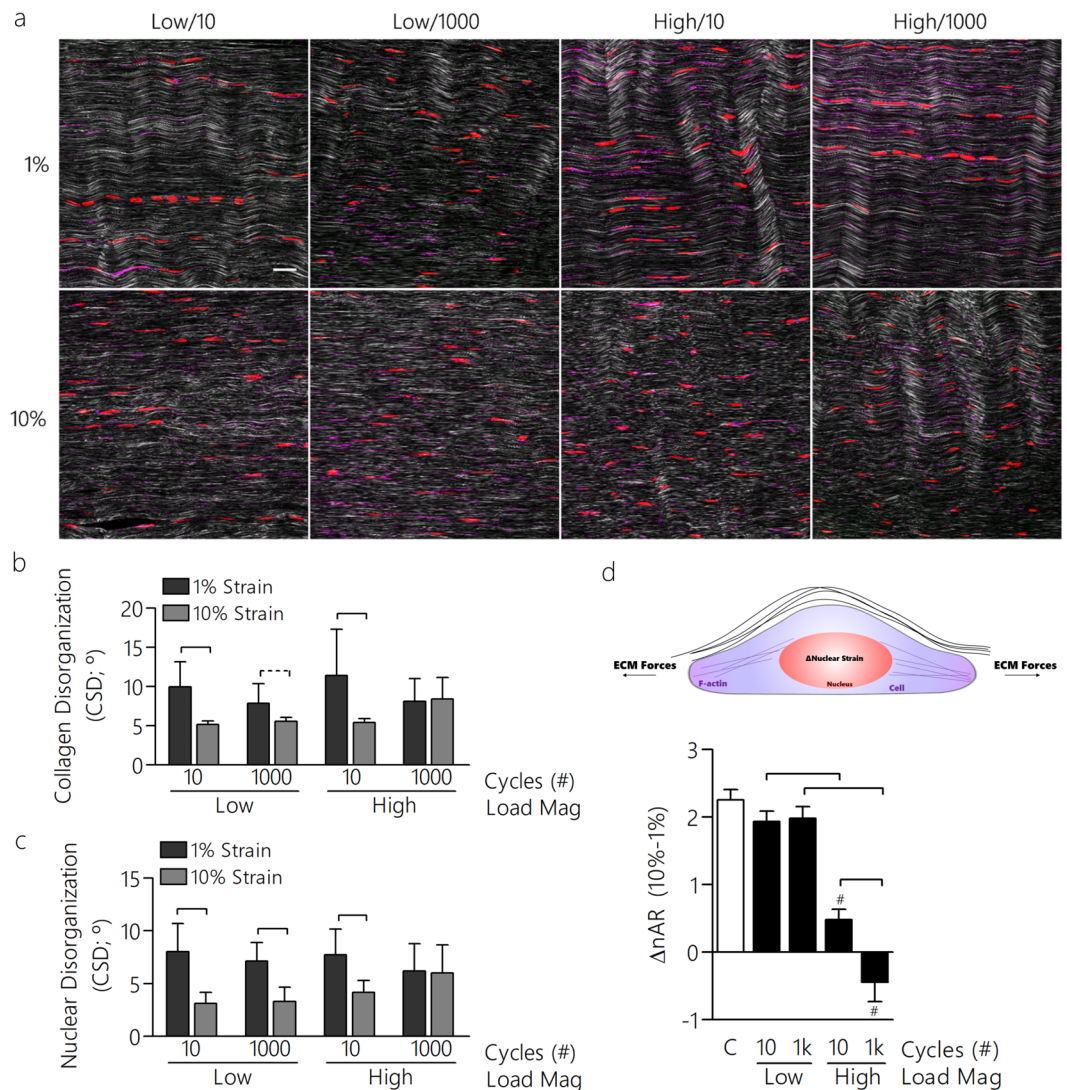 a
Low/10 Low/1000 High/10 High/1000
1%
10%
b
1% Strain
10% Strain
Collagen Disorganization
(CSD; °)
20
15
10
5
0
10 1000 10 1000 Cycles (#)
Low High Load Mag
c
1% Strain
10% Strain
Nuclear Disorganization
(CSD; °)
15
10
5
0
10 1000 10 1000 Cycles (#)
Low High Load Mag
d
ECM Forces ΔNuclear Strain ECM Forces
F-actin Nucleus Cell
ΔnAR (10%-1%)
3
2
1
0
-1
#
#
C 10 1k 10 1k Cycles (#)
Low High Load Mag